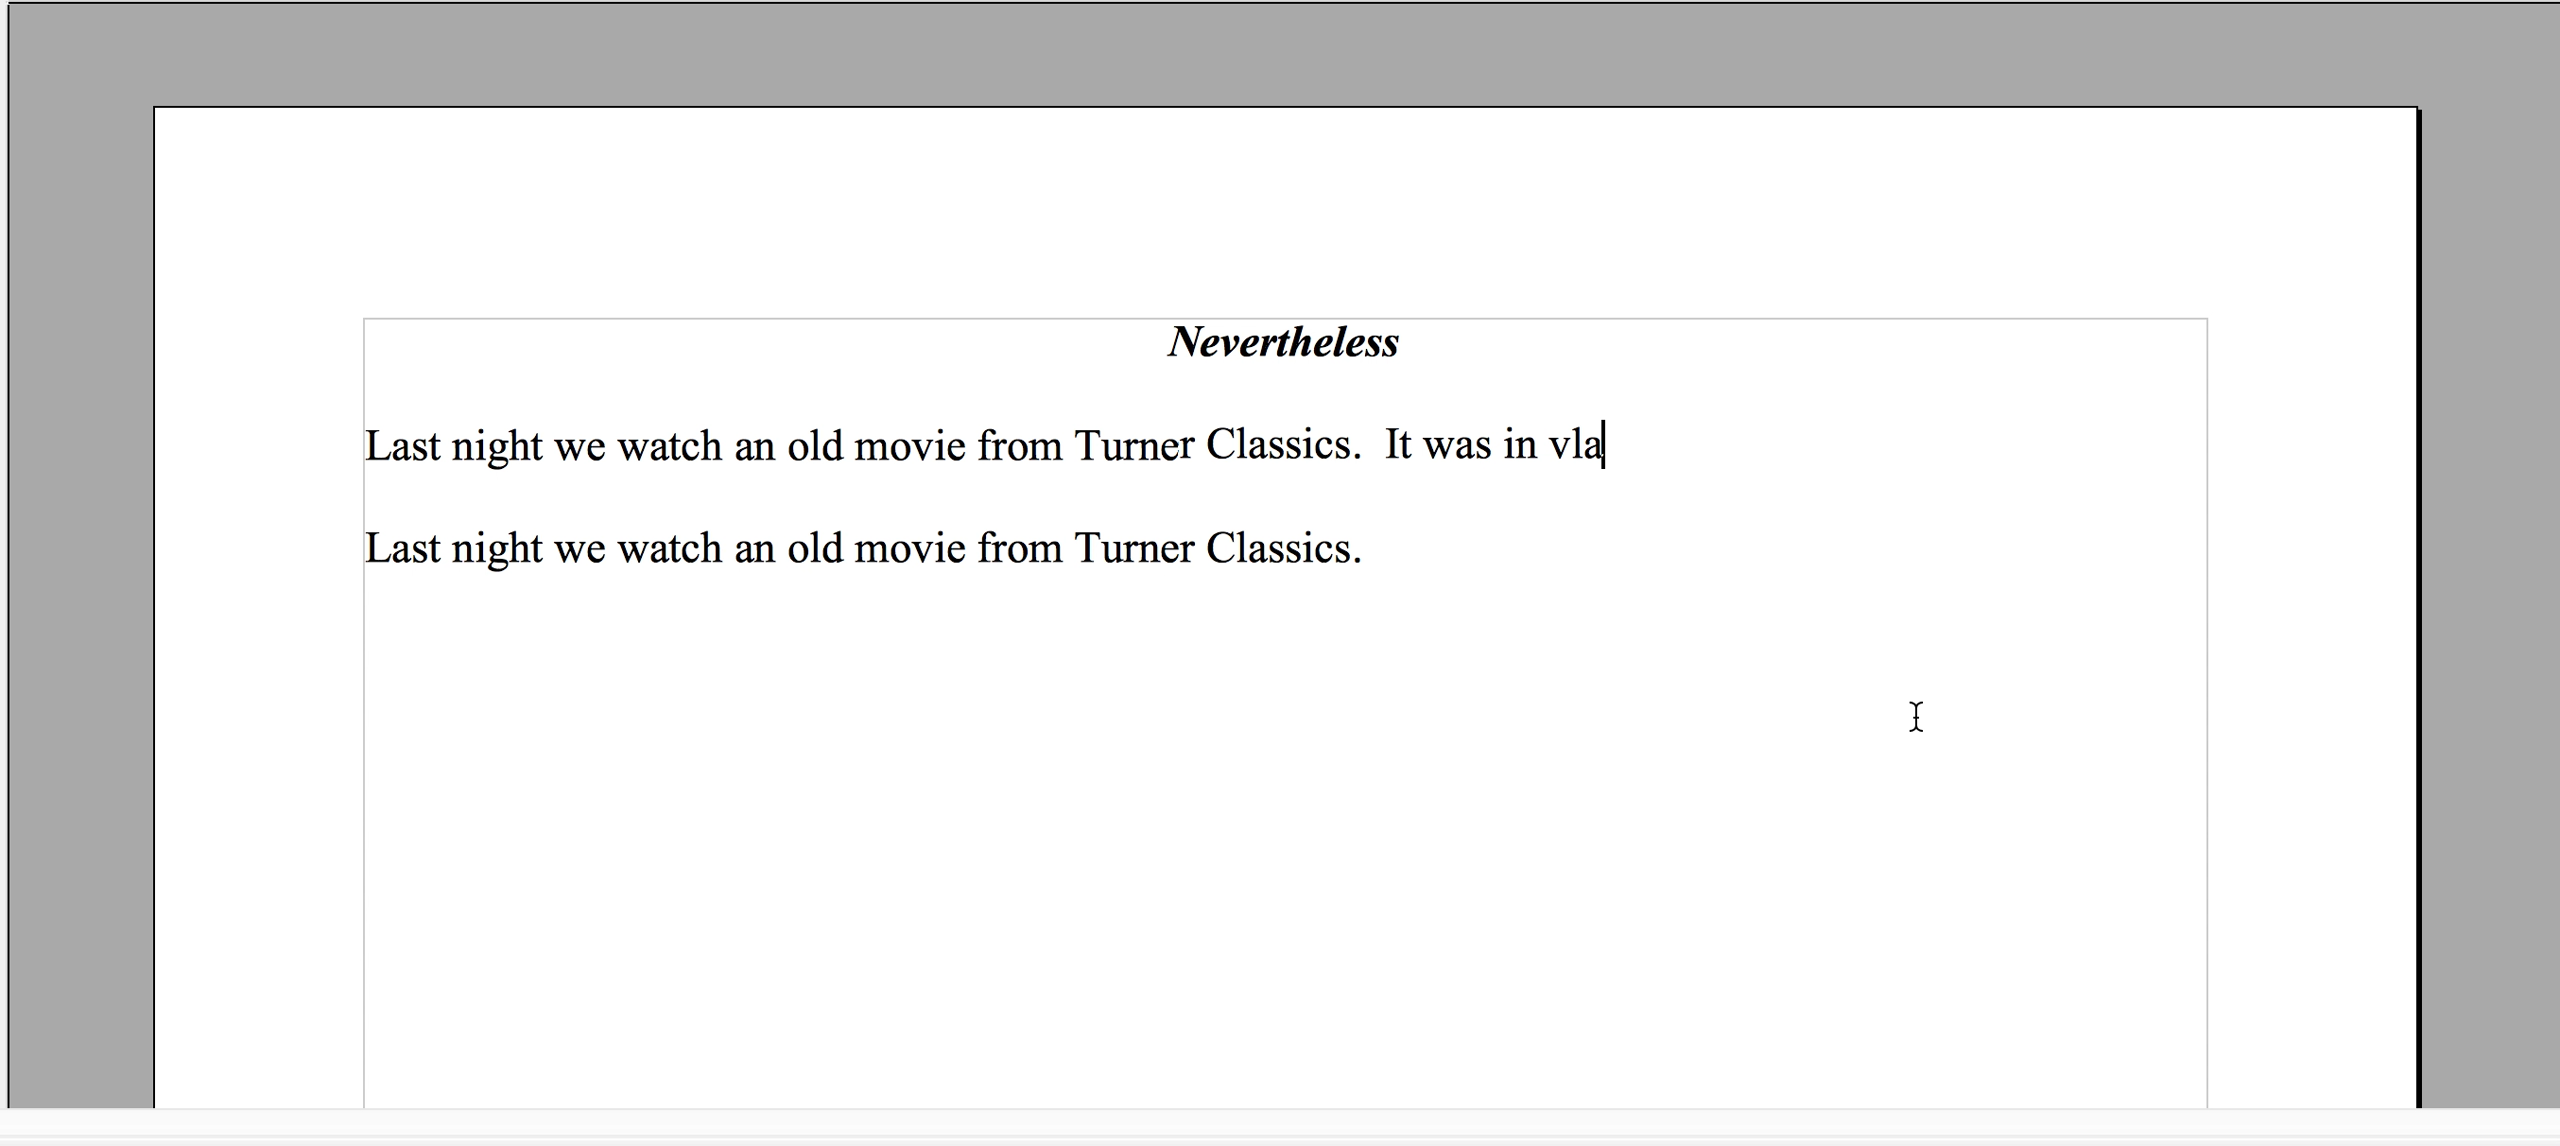 Nevertheless
Last night we watch an old movie from Turner Classics.  It was in vla
Last night we watch an old movie from Turner Classics.